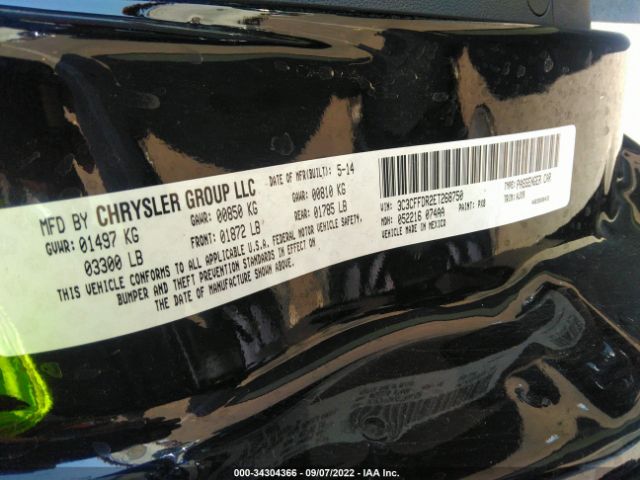 MFD BY CHRYSLER GROUP LLC
DATE OF MFR(BUILT): 5-14
GVWR: 01497 KG
GAWR: 00850 KG
GAWR: 00810 KG
03300 LB
FRONT: 01872 LB
REAR: 01785 LB
THIS VEHICLE CONFORMS TO ALL APPLICABLE U.S.A. FEDERAL MOTOR VEHICLE SAFETY,
BUMPER AND THEFT PREVENTION STANDARDS IN EFFECT ON
THE DATE OF MANUFACTURE SHOWN ABOVE.
VIN: 3C3CFFDR2ET268750
TYPE: PASSENGER CAR
MDH: 052216 074AA
PAINT: PX8
VEHICLE MADE IN MEXICO
000-34304366 - 09/07/2022 - IAA Inc.